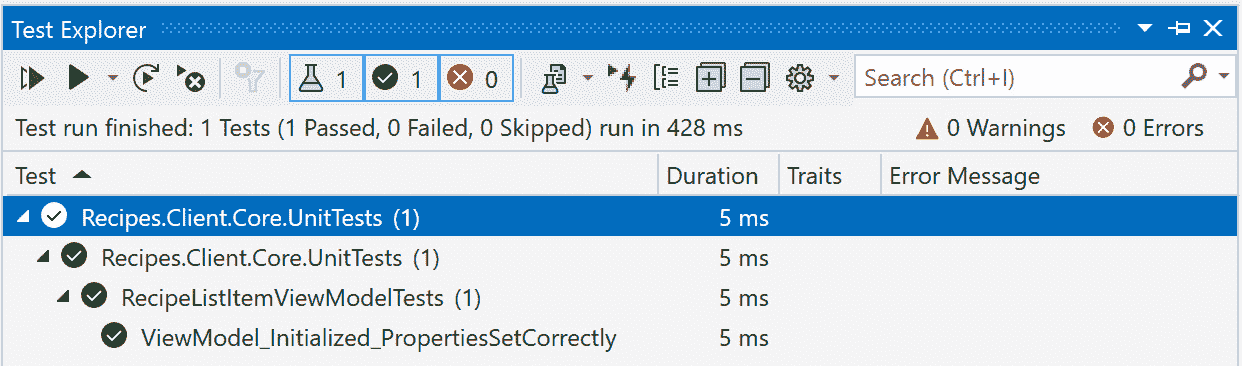 Test Explorer
1 1 0 Search (Ctrl+I)
Test run finished: 1 Tests (1 Passed, 0 Failed, 0 Skipped) run in 428 ms 0 Warnings 0 Errors
Test Duration Traits Error Message
Recipes.Client.Core.UnitTests (1) 5 ms
Recipes.Client.Core.UnitTests (1) 5 ms
RecipeListItemViewModelTests (1) 5 ms
ViewModel_Initialized_PropertiesSetCorrectly 5 ms